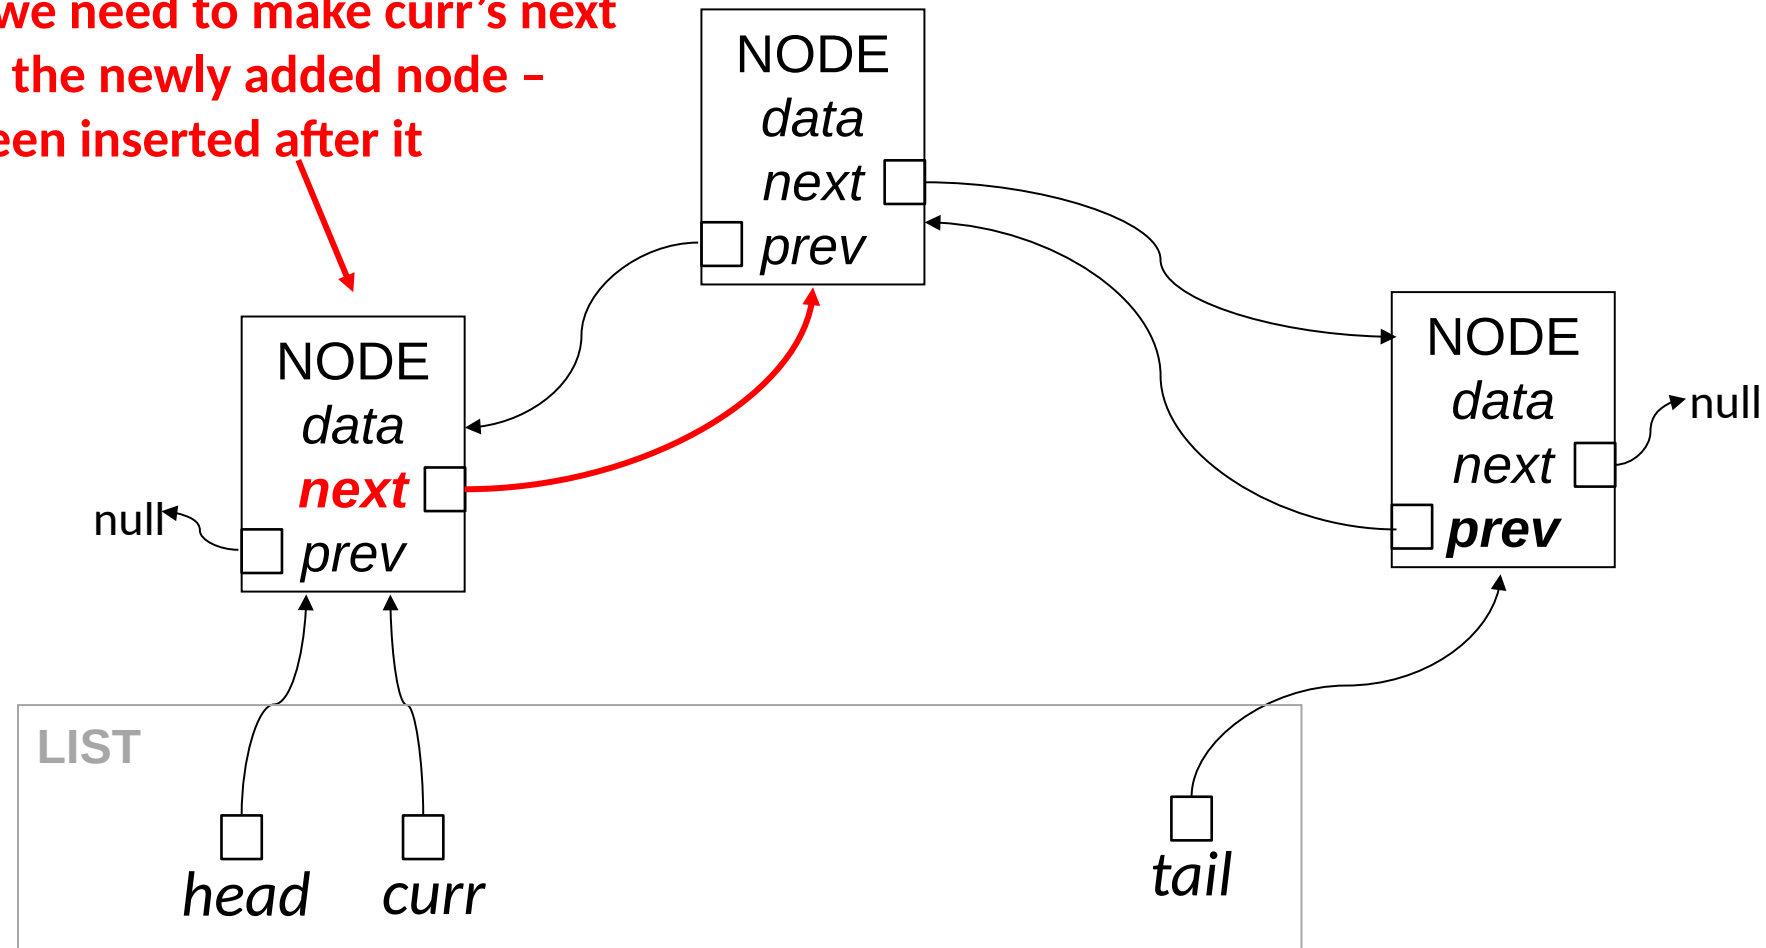 we need to make curr's next
the newly added node –
inserted after it
NODE
data
next
prev
NODE
data
next
prev
null
NODE
data
next
prev
null
LIST
head
curr
tail